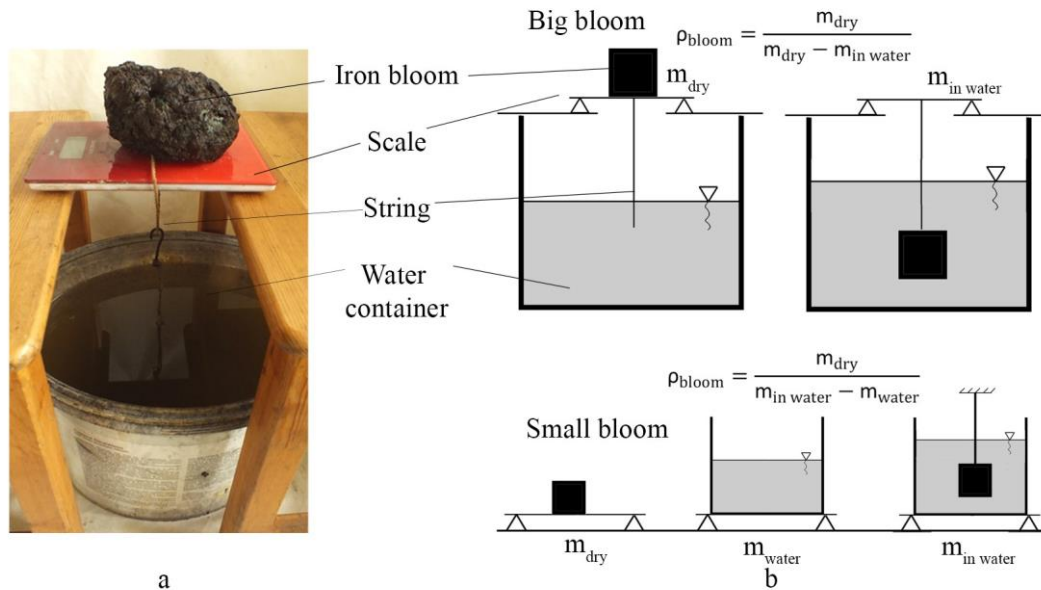 Big bloom
ρbloom = mdry / (mdry − min water)
Iron bloom
mdry
min water
Scale
String
Water
container
ρbloom = mdry / (min water − mwater)
Small bloom
mdry
mwater
min water
a
b